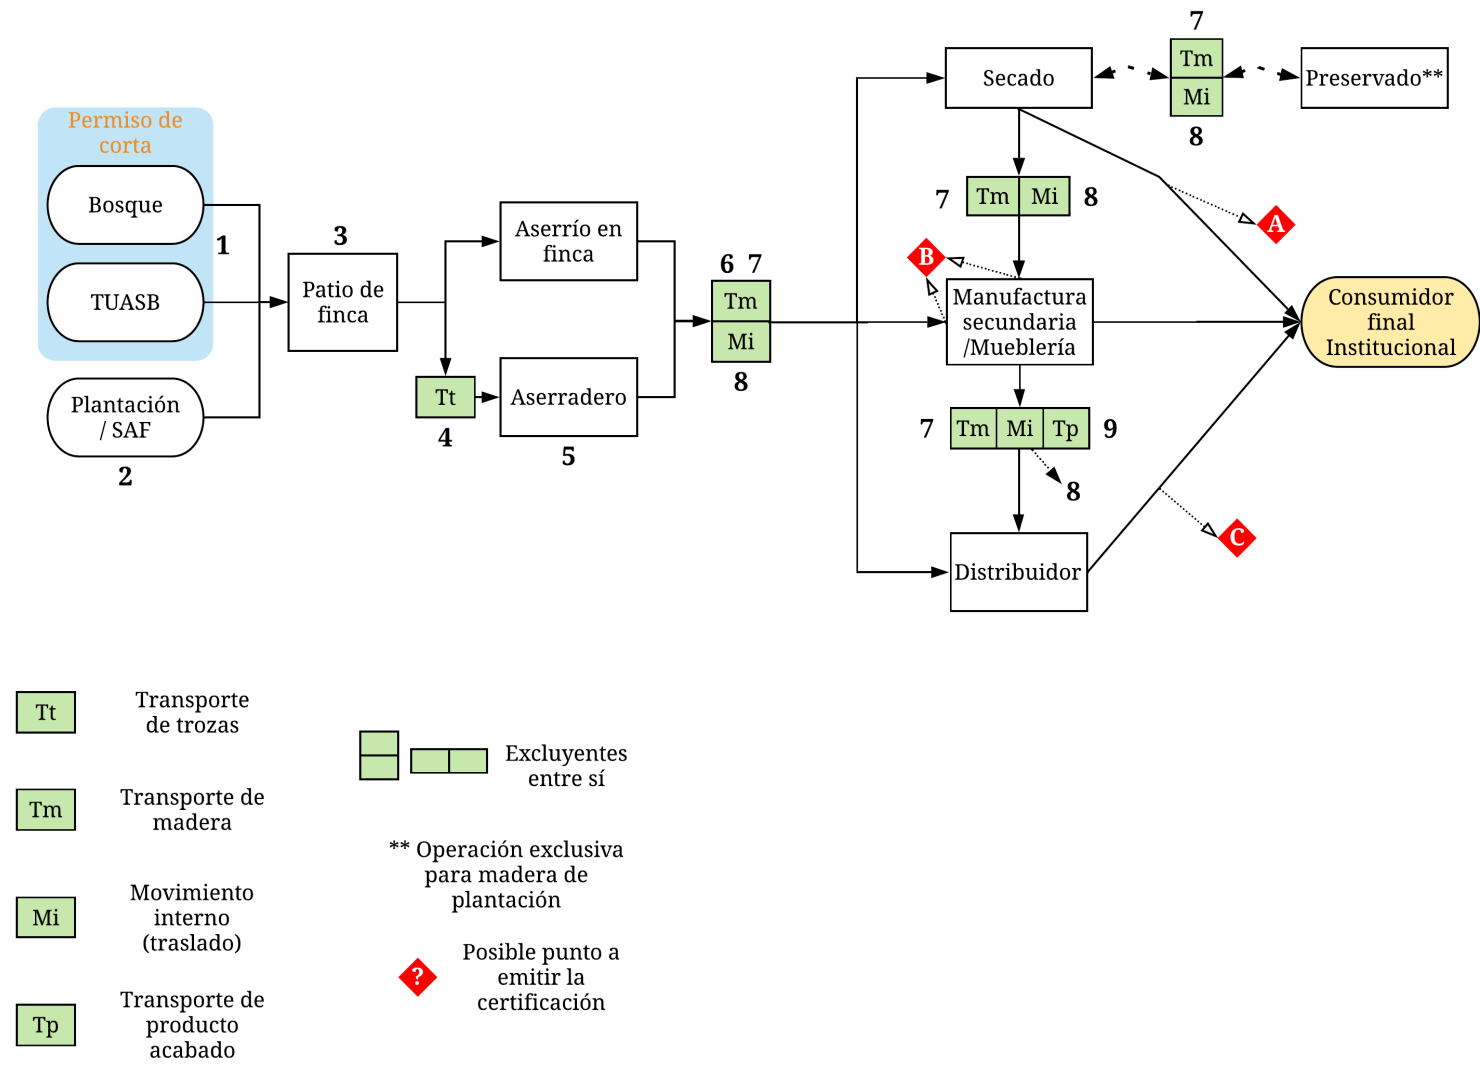 Permiso de
corta
Bosque
TUASB
1
Plantación
/ SAF
2
3
Patio de
finca
Aserrío en
finca
Tt
4
Aserradero
5
6 7
Tm
Mi
8
Secado
7
Tm
Mi
8
Preservado**
7
Tm Mi
8
A
B
Manufactura
secundaria
/Mueblería
Consumidor
final
Institucional
7
Tm Mi Tp
9
8
C
Distribuidor
Tt
Transporte
de trozas
Tm
Transporte de
madera
Mi
Movimiento
interno
(traslado)
Tp
Transporte de
producto
acabado
Excluyentes
entre sí
** Operación exclusiva
para madera de
plantación
?
Posible punto a
emitir la
certificación